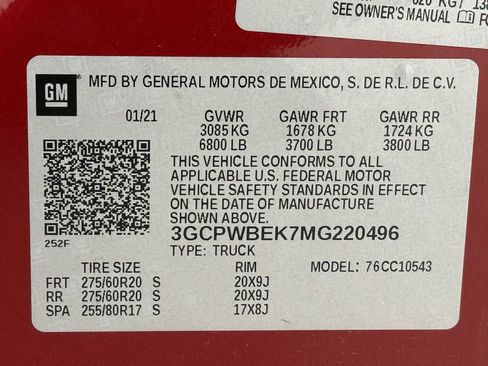 SEE OWNER'S MANUAL
GM
MFD BY GENERAL MOTORS DE MEXICO, S. DE R.L. DE C.V.
01/21 GVWR GAWR FRT GAWR RR
3085 KG 1678 KG 1724 KG
6800 LB 3700 LB 3800 LB
THIS VEHICLE CONFORMS TO ALL
APPLICABLE U.S. FEDERAL MOTOR
VEHICLE SAFETY STANDARDS IN EFFECT
ON THE DATE OF MANUFACTURE
SHOWN ABOVE.
252F 3GCPWBEK7MG220496
TYPE: TRUCK
TIRE SIZE RIM MODEL: 76CC10543
FRT 275/60R20 S 20X9J
RR 275/60R20 S 20X9J
SPA 255/80R17 S 17X8J